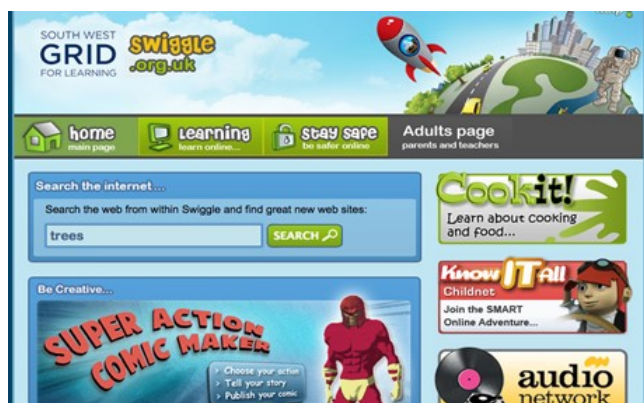 SOUTH WEST
GRID
FOR LEARNING
swiggle
.org.uk
home
main page
Learning
learn online...
Stay Safe
be safer online
Adults page
parents and teachers
Search the internet...
Search the web from within Swiggle and find great new web sites:
trees
SEARCH
Cookit!
Learn about cooking
and food...
Know IT All
Childnet
Join the SMART
Online Adventure...
Be Creative...
SUPER ACTION
COMIC MAKER
> Choose your action
> Tell your story
> Publish your comic
audio
network